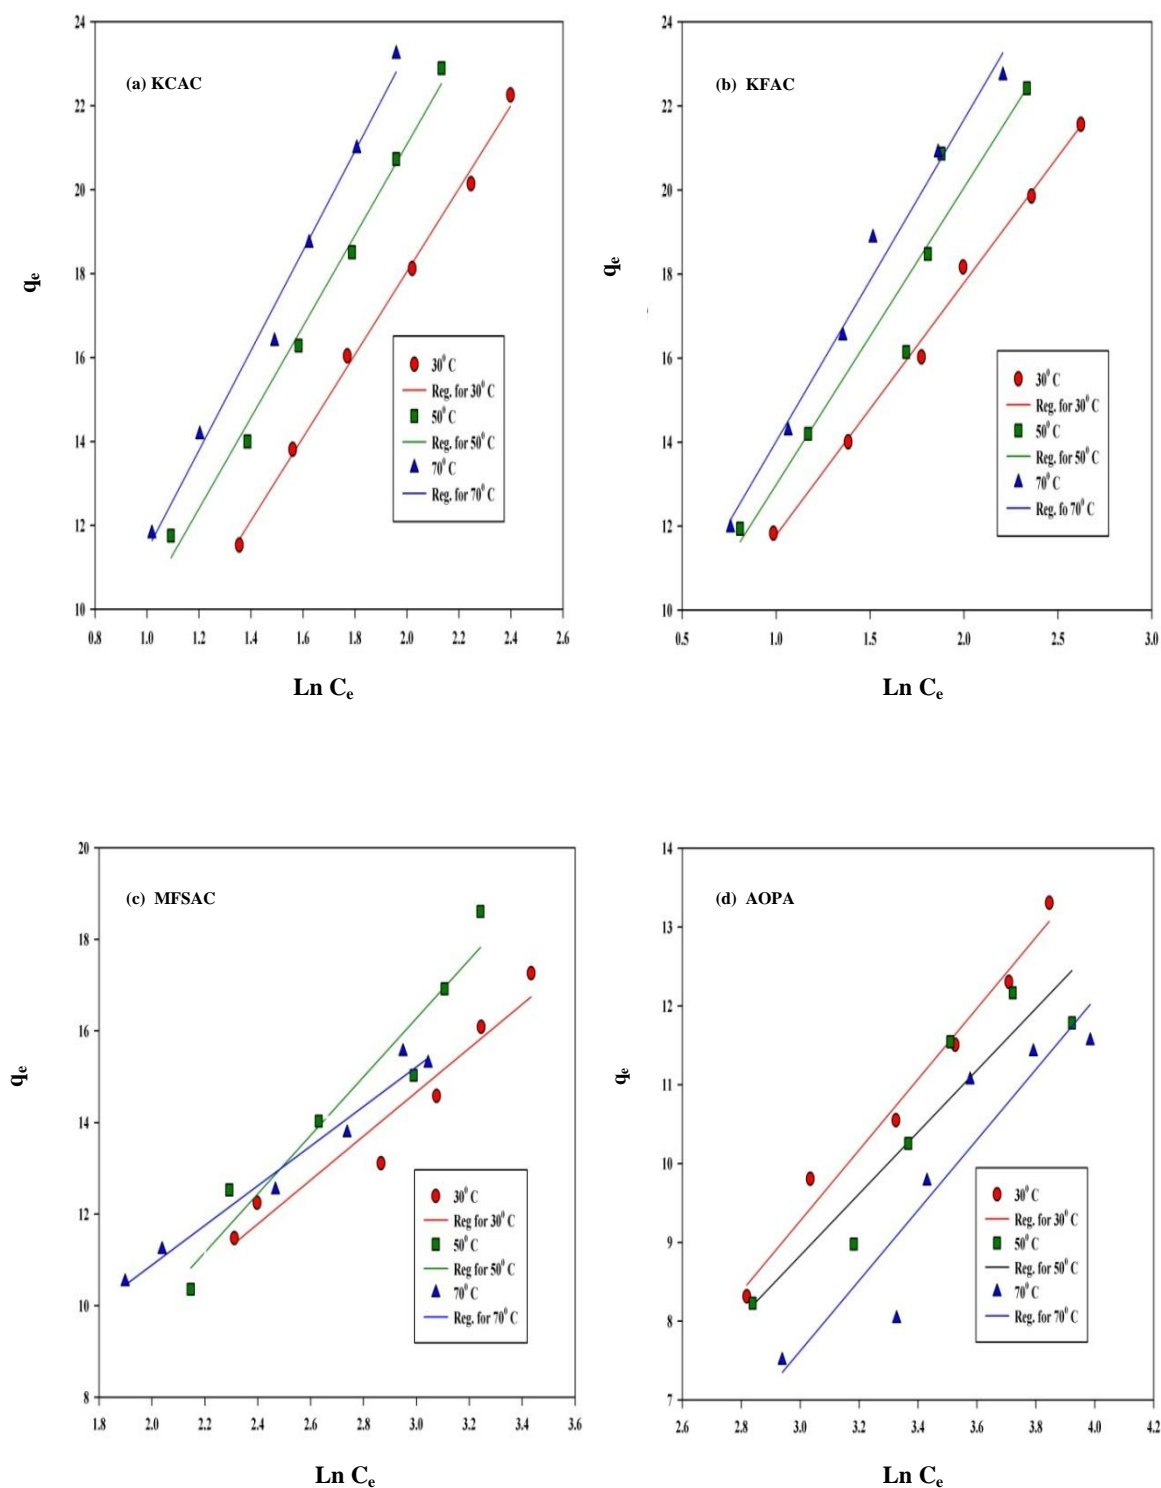 24
22
20
18
16
14
12
10
(a) KCAC
qe
30⁰ C
Reg. for 30⁰ C
50⁰ C
Reg. for 50⁰ C
70⁰ C
Reg. for 70⁰ C
0.8 1.0 1.2 1.4 1.6 1.8 2.0 2.2 2.4 2.6
Ln Ce
24
22
20
18
16
14
12
10
(b) KFAC
qe
30⁰ C
Reg. for 30⁰ C
50⁰ C
Reg. for 50⁰ C
70⁰ C
Reg. fo 70⁰ C
0.5 1.0 1.5 2.0 2.5 3.0
Ln Ce
20
18
16
14
12
10
8
(c) MFSAC
qe
30⁰ C
Reg for 30⁰ C
50⁰ C
Reg for 50⁰ C
70⁰ C
Reg. for 70⁰ C
1.8 2.0 2.2 2.4 2.6 2.8 3.0 3.2 3.4 3.6
Ln Ce
14
13
12
11
10
9
8
7
(d) AOPA
qe
30⁰ C
Reg. for 30⁰ C
50⁰ C
Reg. for 50⁰ C
70⁰ C
Reg. for 70⁰ C
2.6 2.8 3.0 3.2 3.4 3.6 3.8 4.0 4.2
Ln Ce